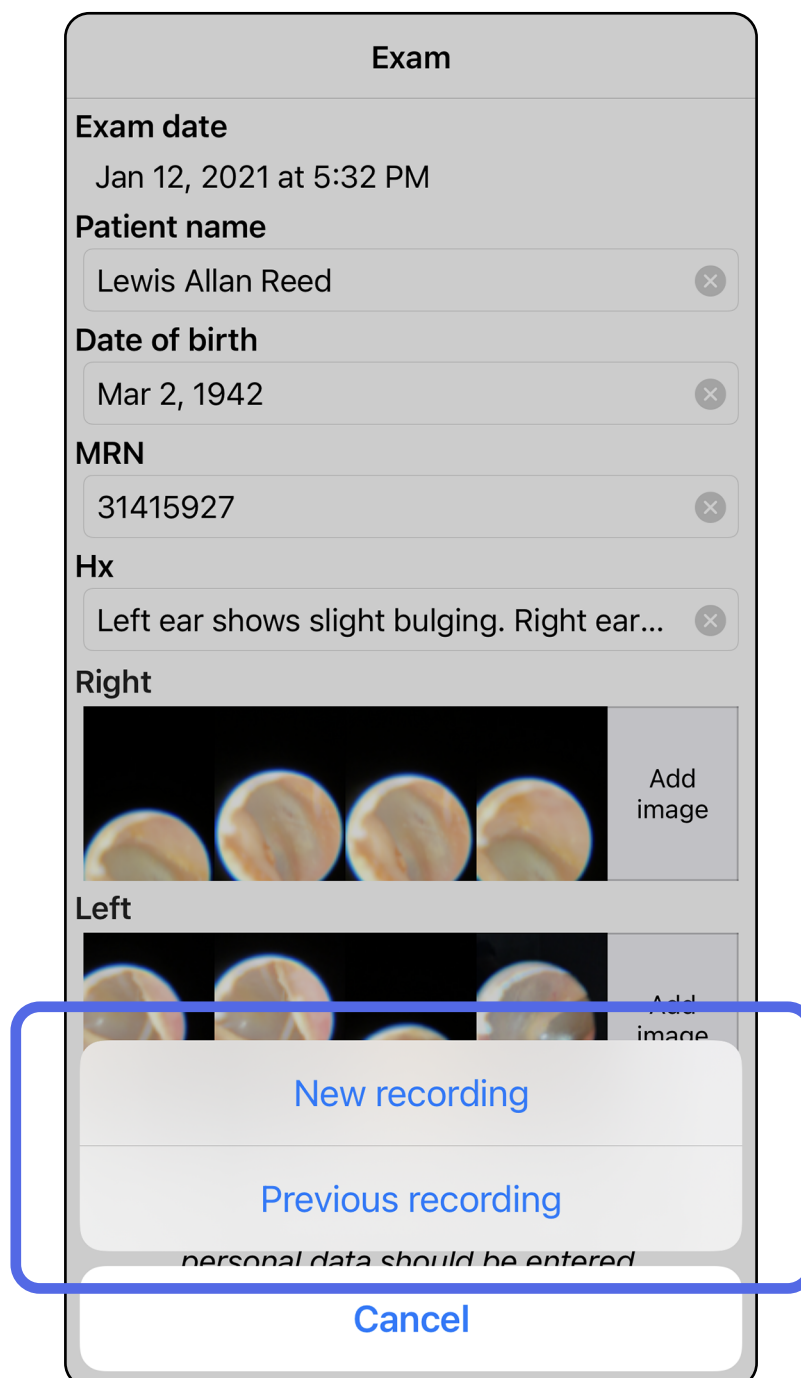 Exam
Exam date
Jan 12, 2021 at 5:32 PM
Patient name
Lewis Allan Reed
Date of birth
Mar 2, 1942
MRN
31415927
Hx
Left ear shows slight bulging. Right ear...
Right
Add
image
Left
Add
image
New recording
Previous recording
personal data should be entered
Cancel